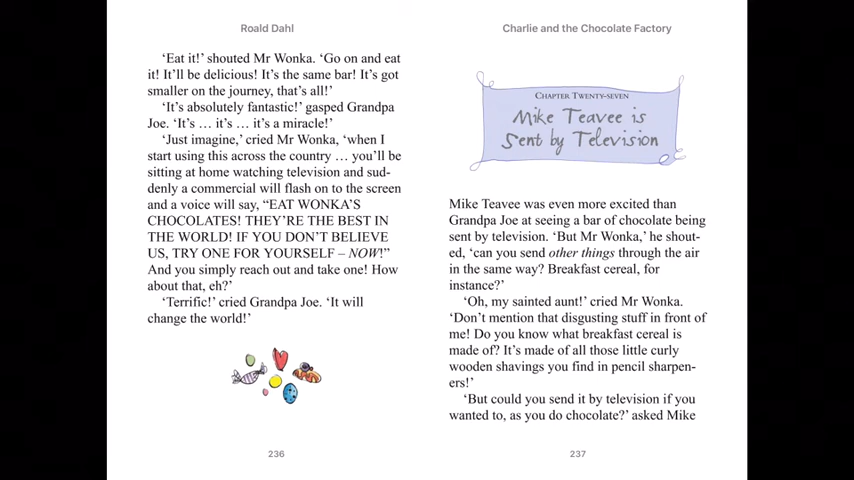 Roald Dahl
‘Eat it!’ shouted Mr Wonka. ‘Go on and eat
it! It’ll be delicious! It’s the same bar! It’s got
smaller on the journey, that’s all!’
‘It’s absolutely fantastic!’ gasped Grandpa
Joe. ‘It’s … it’s … it’s a miracle!’
‘Just imagine,’ cried Mr Wonka, ‘when I
start using this across the country … you’ll be
sitting at home watching television and sud-
denly a commercial will flash on to the screen
and a voice will say, “EAT WONKA’S
CHOCOLATES! THEY’RE THE BEST IN
THE WORLD! IF YOU DON’T BELIEVE
US, TRY ONE FOR YOURSELF – NOW!”
And you simply reach out and take one! How
about that, eh?’
‘Terrific!’ cried Grandpa Joe. ‘It will
change the world!’
236
Charlie and the Chocolate Factory
CHAPTER TWENTY-SEVEN
Mike Teavee is
Sent by Television
Mike Teavee was even more excited than
Grandpa Joe at seeing a bar of chocolate being
sent by television. ‘But Mr Wonka,’ he shout-
ed, ‘can you send other things through the air
in the same way? Breakfast cereal, for
instance?’
‘Oh, my sainted aunt!’ cried Mr Wonka.
‘Don’t mention that disgusting stuff in front of
me! Do you know what breakfast cereal is
made of? It’s made of all those little curly
wooden shavings you find in pencil sharpen-
ers!’
‘But could you send it by television if you
wanted to, as you do chocolate?’ asked Mike
237